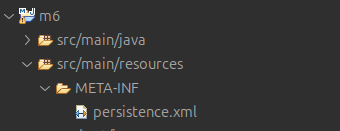 m6
src/main/java
src/main/resources
META-INF
persistence.xml